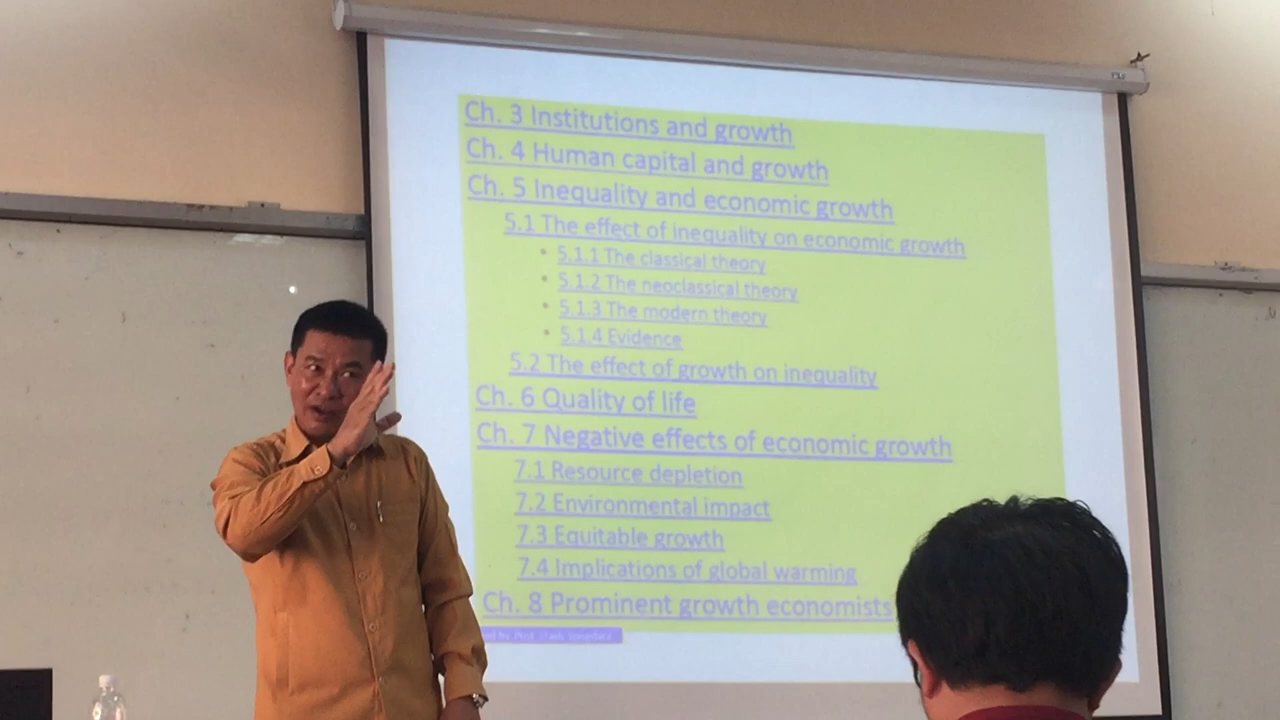 Ch. 3 Institutions and growth
Ch. 4 Human capital and growth
Ch. 5 Inequality and economic growth
5.1 The effect of inequality on economic growth
• 5.1.1 The classical theory
• 5.1.2 The neoclassical theory
• 5.1.3 The modern theory
• 5.1.4 Evidence
5.2 The effect of growth on inequality
Ch. 6 Quality of life
Ch. 7 Negative effects of economic growth
7.1 Resource depletion
7.2 Environmental impact
7.3 Equitable growth
7.4 Implications of global warming
Ch. 8 Prominent growth economists
by Prof.